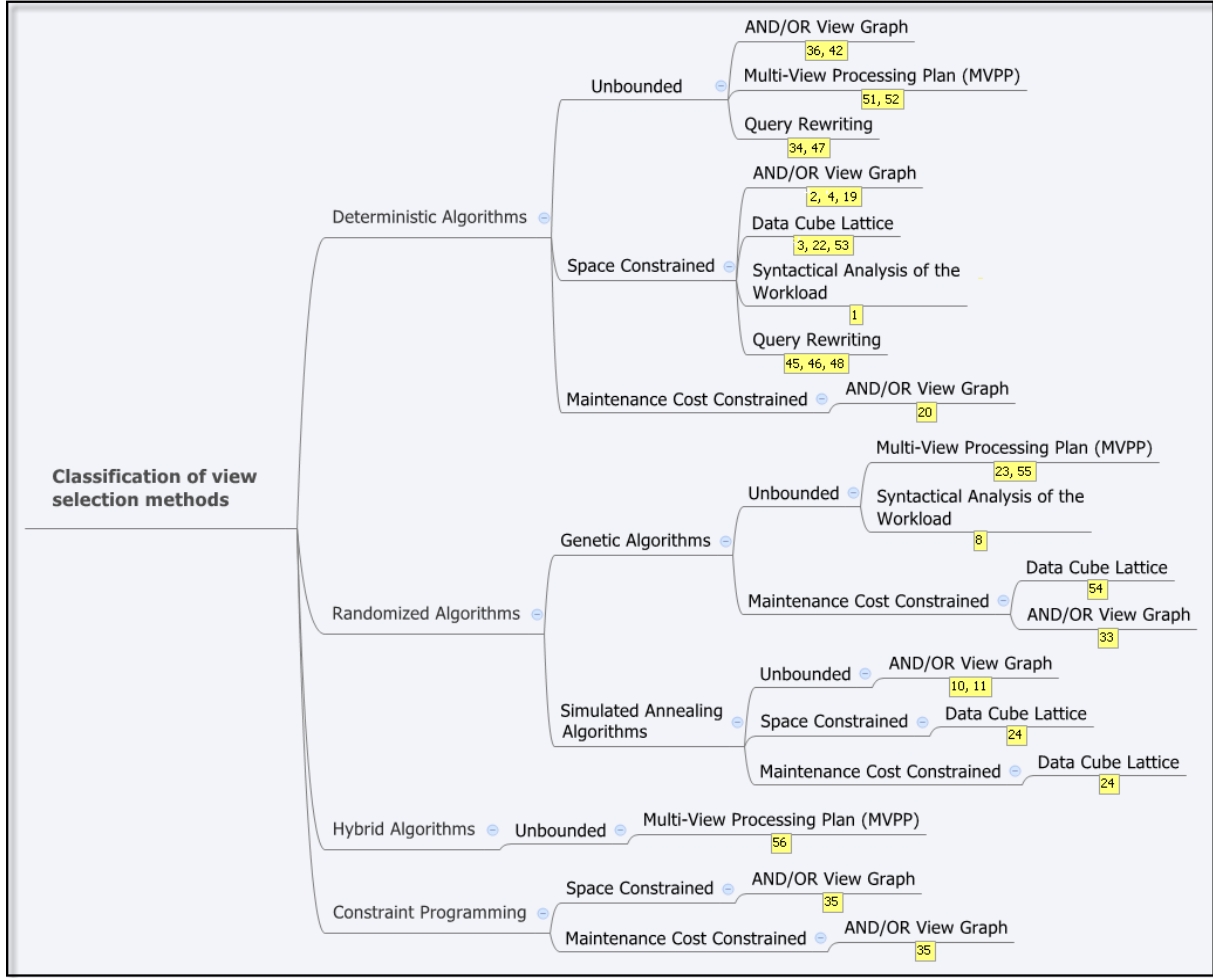 Classification of view
selection methods
Deterministic Algorithms
Unbounded
AND/OR View Graph
36, 42
Multi-View Processing Plan (MVPP)
51, 52
Query Rewriting
34, 47
Space Constrained
AND/OR View Graph
2, 4, 19
Data Cube Lattice
3, 22, 53
Syntactical Analysis of the
Workload
1
Query Rewriting
45, 46, 48
Maintenance Cost Constrained
AND/OR View Graph
20
Randomized Algorithms
Genetic Algorithms
Unbounded
Multi-View Processing Plan (MVPP)
23, 55
Syntactical Analysis of the
Workload
8
Maintenance Cost Constrained
Data Cube Lattice
54
AND/OR View Graph
33
Simulated Annealing
Algorithms
Unbounded
AND/OR View Graph
10, 11
Space Constrained
Data Cube Lattice
24
Maintenance Cost Constrained
Data Cube Lattice
24
Hybrid Algorithms
Unbounded
Multi-View Processing Plan (MVPP)
56
Constraint Programming
Space Constrained
AND/OR View Graph
35
Maintenance Cost Constrained
AND/OR View Graph
35